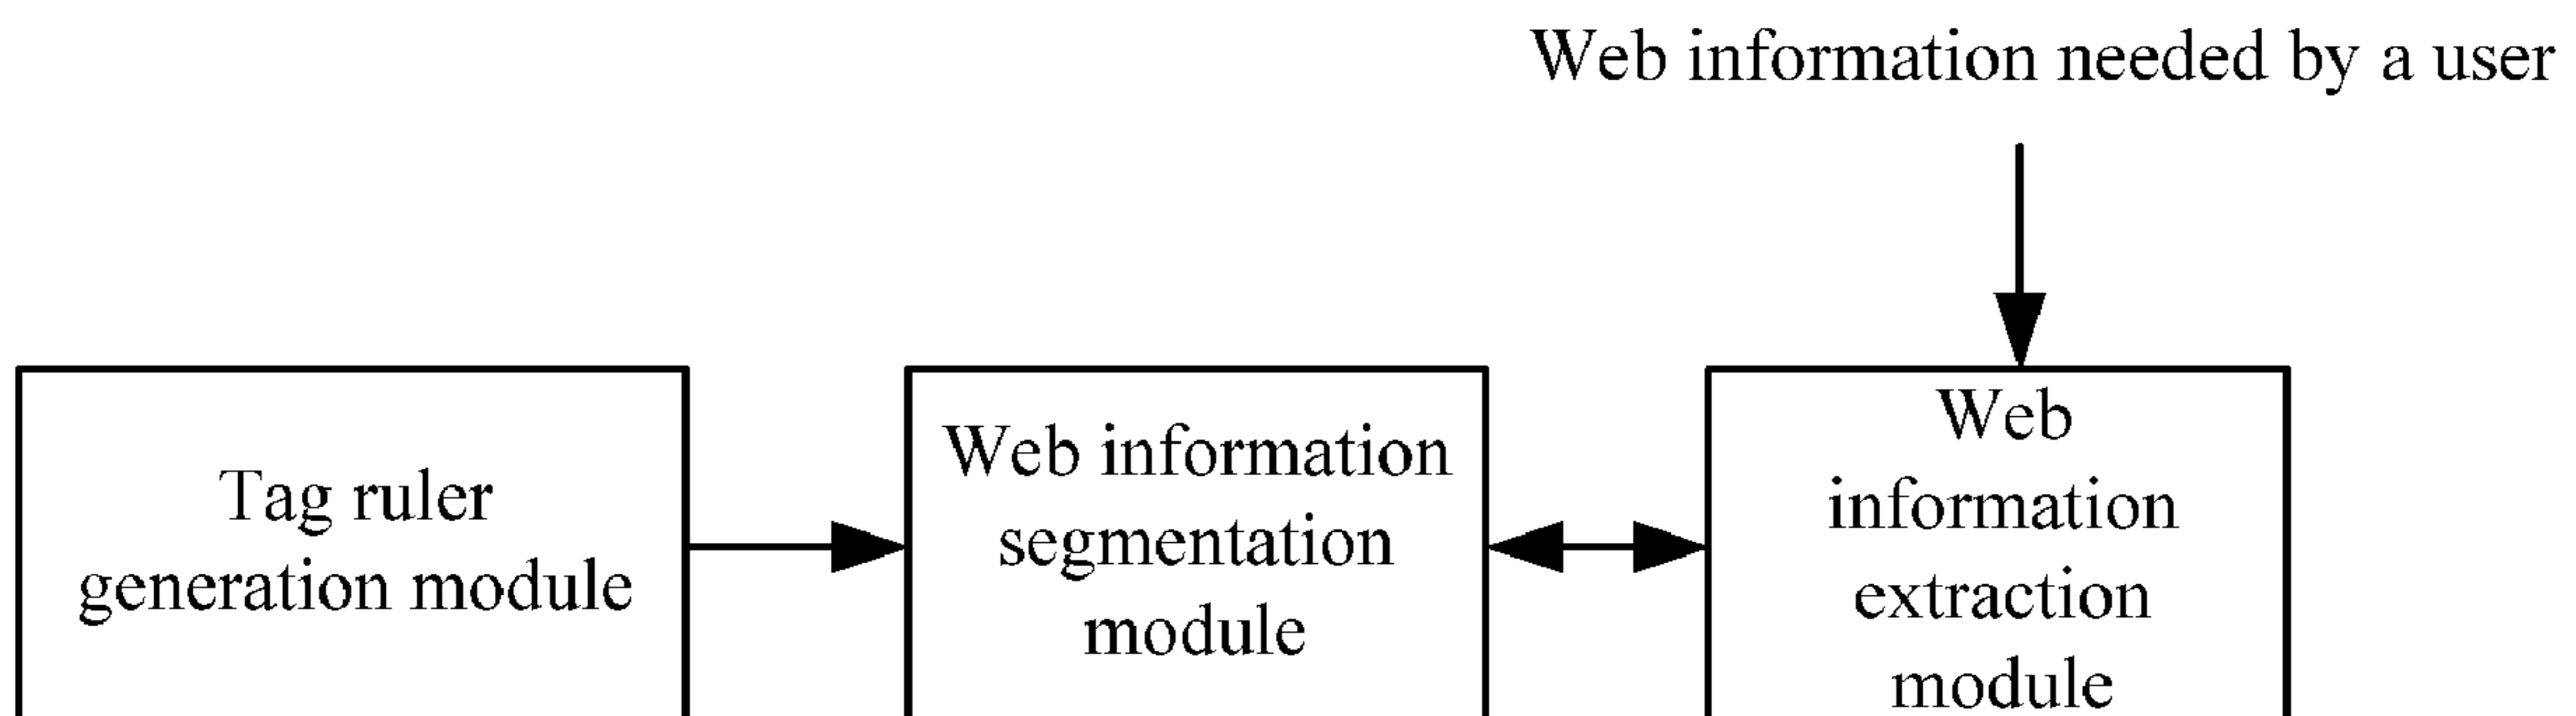 Web information needed by a user
Tag ruler
generation module
Web information
segmentation
module
Web
information
extraction
module